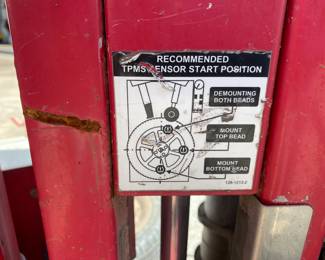 RECOMMENDED
TPMS SENSOR START POSITION
DEMOUNTING
BOTH BEADS
MOUNT
TOP BEAD
MOUNT
BOTTOM BEAD